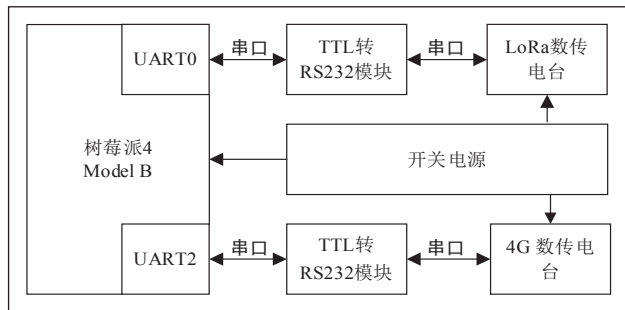 UART0
串口
TTL转
RS232模块
串口
LoRa数传
电台
树莓派4
Model B
开关电源
UART2
串口
TTL转
RS232模块
串口
4G 数传电
台